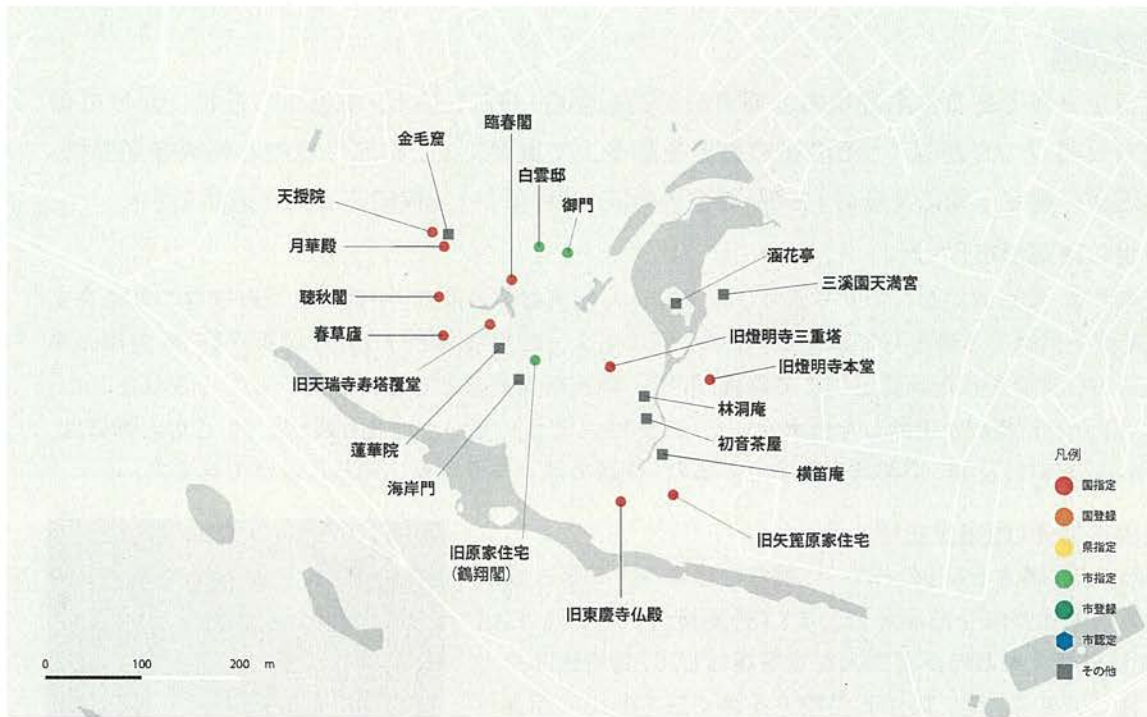 臨春閣
金毛窟
白雲邸
天授院
御門
月華殿
涵花亭
三溪園天満宮
聴秋閣
春草廬
旧燈明寺三重塔
旧燈明寺本堂
旧天瑞寺寿塔覆堂
林洞庵
初音茶屋
蓮華院
横笛庵
海岸門
旧矢箆原家住宅
旧原家住宅
(鶴翔閣)
旧東慶寺仏殿
凡例
国指定
国登録
県指定
市指定
市登録
市認定
その他
0 100 200 m